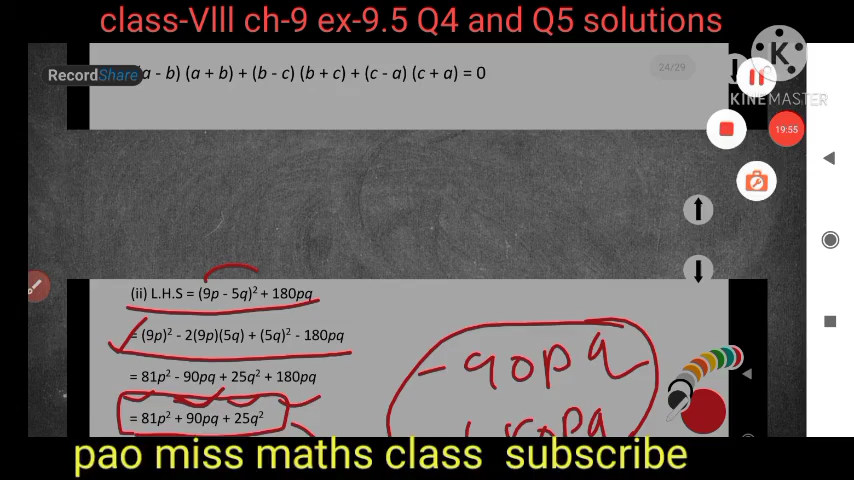 class-Vlll ch-9 ex-9.5 Q4 and Q5 solutions
RecordShare
a - b) (a + b) + (b - c) (b + c) + (c - a) (c + a) = 0
24/29
KINEMASTER
19:55
(ii) L.H.S = (9p - 5q)² + 180pq
= (9p)² - 2(9p)(5q) + (5q)² - 180pq
- 90pq
= 81p² - 90pq + 25q² + 180pq
= 81p² + 90pq + 25q²
pao miss maths class subscribe